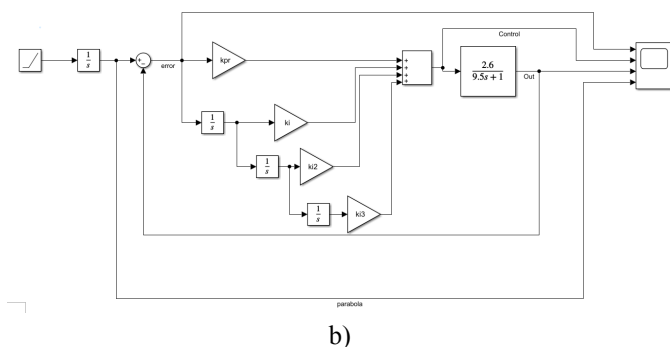 Control
1
s
+
−
error
kpr
+
+
+
+
2.6
9.5s + 1
Out
1
s
ki
1
s
ki2
1
s
ki3
parabola
b)